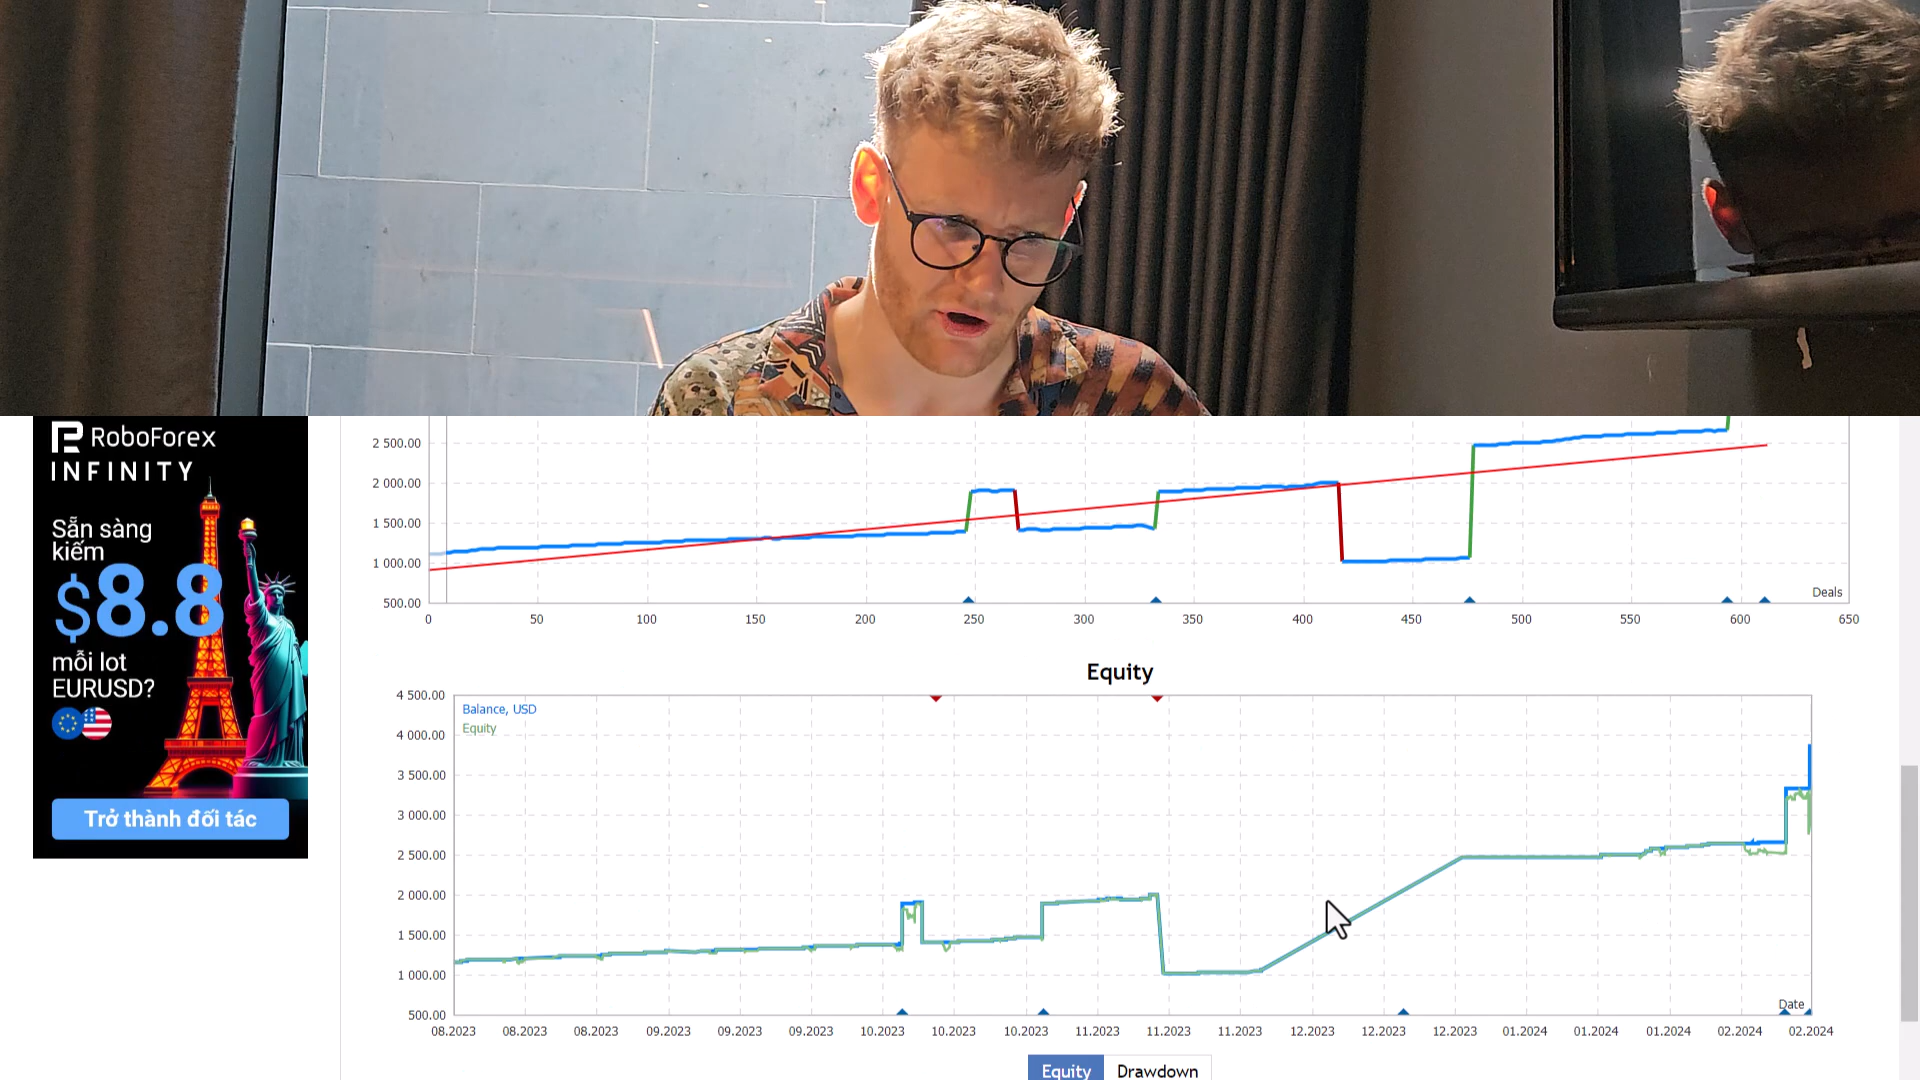 RoboForex
INFINITY
Sẵn sàng
kiếm
$8.8
mỗi lot
EURUSD?
Trở thành đối tác
2 500.00
2 000.00
1 500.00
1 000.00
500.00
Deals
0 50 100 150 200 250 300 350 400 450 500 550 600 650
Equity
4 500.00
Balance, USD
Equity
4 000.00
3 500.00
3 000.00
2 500.00
2 000.00
1 500.00
1 000.00
500.00
Date
08.2023 08.2023 08.2023 09.2023 09.2023 09.2023 10.2023 10.2023 10.2023 11.2023 11.2023 11.2023 12.2023 12.2023 12.2023 01.2024 01.2024 01.2024 02.2024 02.2024
Equity Drawdown